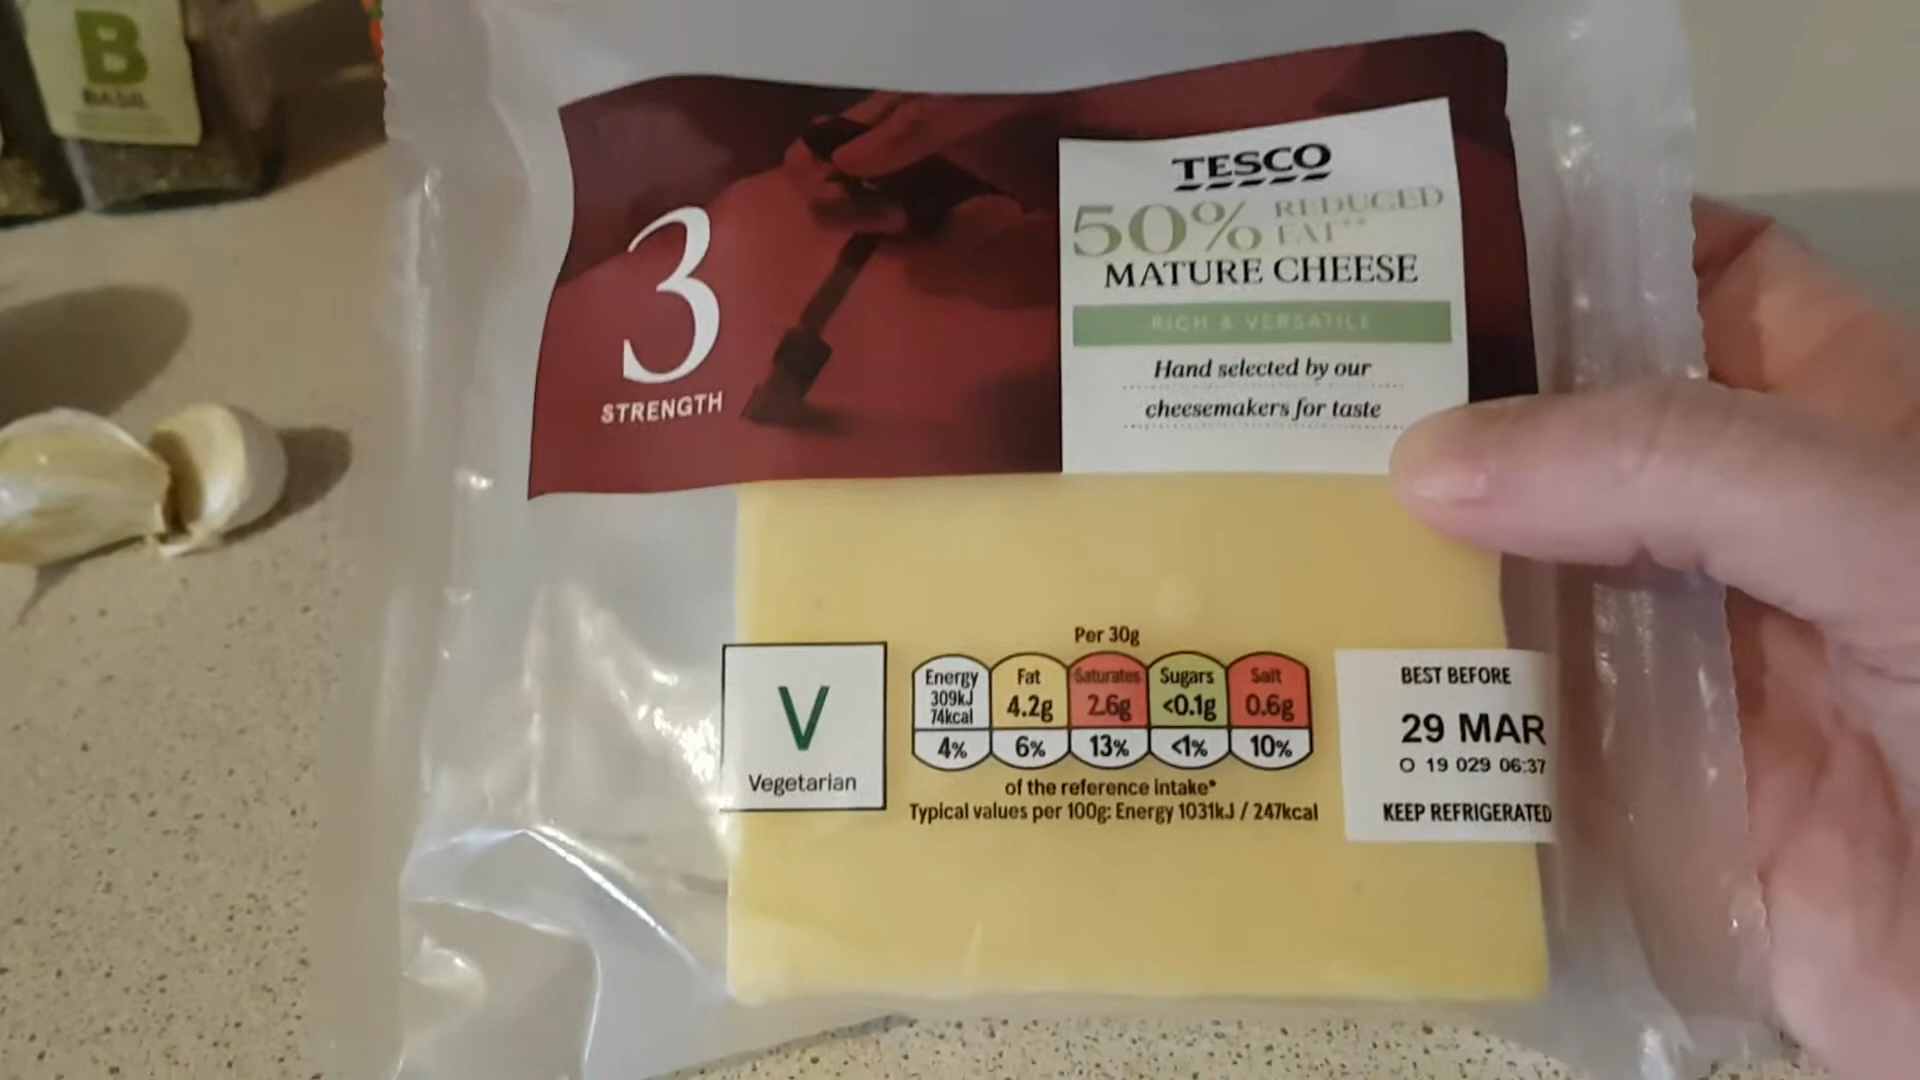 B
BASIL
TESCO
50% REDUCED
FAT**
MATURE CHEESE
RICH & VERSATILE
Hand selected by our
cheesemakers for taste
3
STRENGTH
Per 30g
Energy
309kJ
74kcal
4%
Fat
4.2g
6%
Saturates
2.6g
13%
Sugars
<0.1g
<1%
Salt
0.6g
10%
of the reference intake*
Typical values per 100g: Energy 1031kJ / 247kcal
V
Vegetarian
BEST BEFORE
29 MAR
O 19 029 06:37
KEEP REFRIGERATED